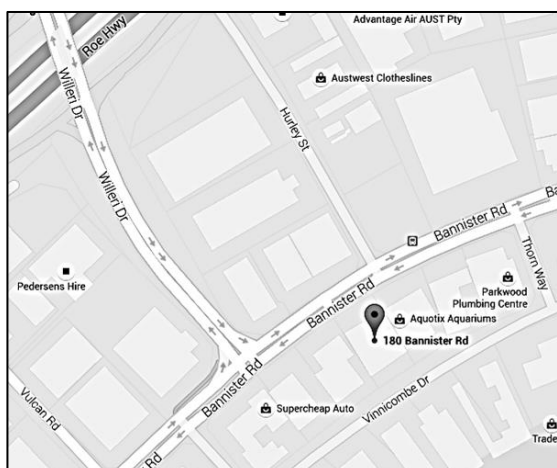 Advantage Air AUST Pty
Roe Hwy
Austwest Clotheslines
Willeri Dr
Hurley St
Willeri Dr
Bannister Rd
Ba
Thorn Way
Pedersens Hire
Bannister Rd
Parkwood
Plumbing Centre
Aquotix Aquariums
180 Bannister Rd
Bannister Rd
Vinnicombe Dr
Vulcan Rd
Supercheap Auto
Trade
Rd